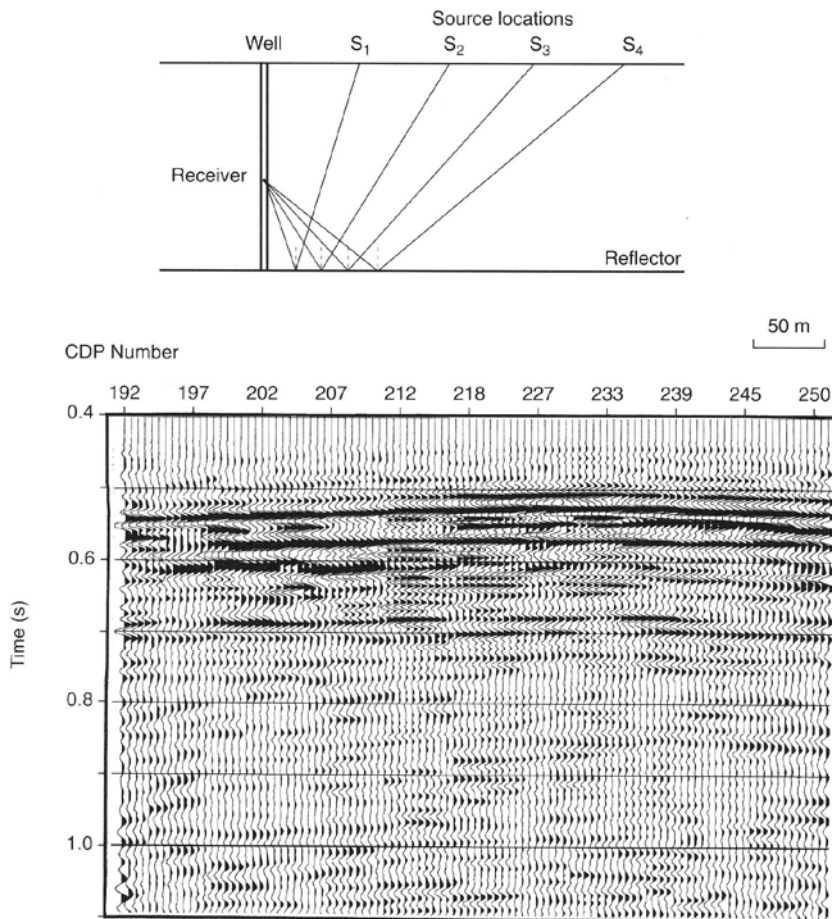 Source locations
Well S₁ S₂ S₃ S₄
Receiver
Reflector
50 m
CDP Number
192 197 202 207 212 218 227 233 239 245 250
0.4
0.6
Time (s)
0.8
1.0